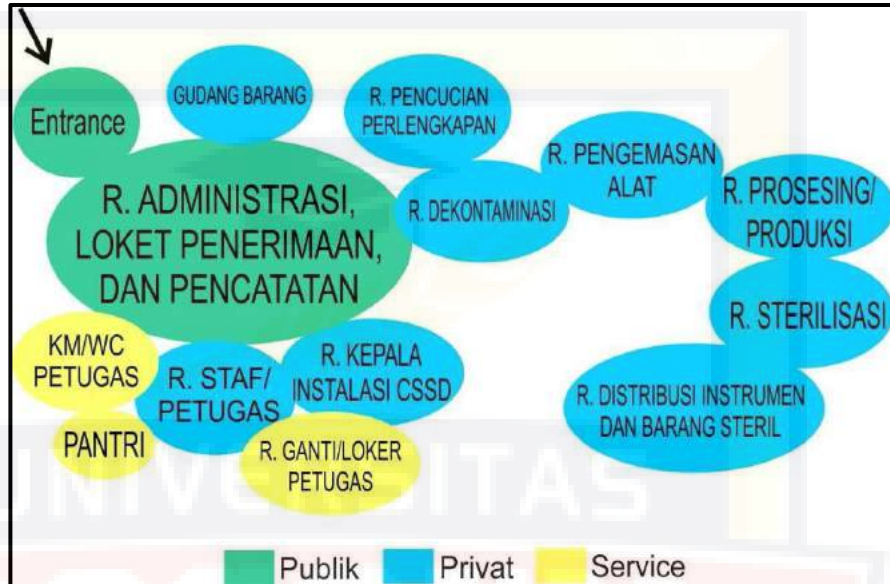 Entrance
GUDANG BARANG
R. PENCUCIAN
PERLENGKAPAN
R. ADMINISTRASI,
LOKET PENERIMAAN,
DAN PENCATATAN
R. DEKONTAMINASI
R. PENGEMASAN
ALAT
R. PROSESING/
PRODUKSI
R. STERILISASI
R. DISTRIBUSI INSTRUMEN
DAN BARANG STERIL
KM/WC
PETUGAS
R. STAF/
PETUGAS
R. KEPALA
INSTALASI CSSD
PANTRI
R. GANTI/LOKER
PETUGAS
UNIVERSITAS
Publik
Privat
Service